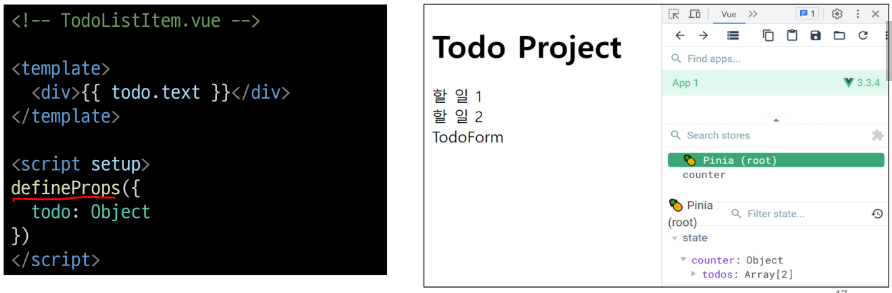 <!-- TodoListItem.vue -->
<template>
<div>{{ todo.text }}</div>
</template>
<script setup>
defineProps({
todo: Object
})
</script>
Todo Project
할 일 1
할 일 2
TodoForm
Vue
1
Find apps...
App 1
3.3.4
Search stores
Pinia (root)
counter
Pinia
(root)
Filter state...
state
counter: Object
todos: Array[2]